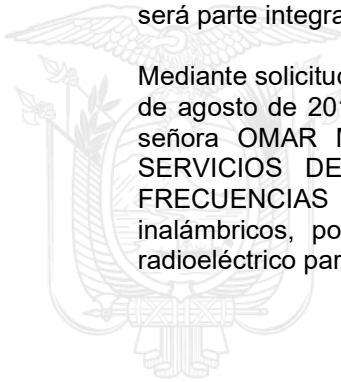 será parte integra
Mediante solicitud
de agosto de 201
señora OMAR M
SERVICIOS DE
FRECUENCIAS
inalámbricos, po
radioeléctrico par